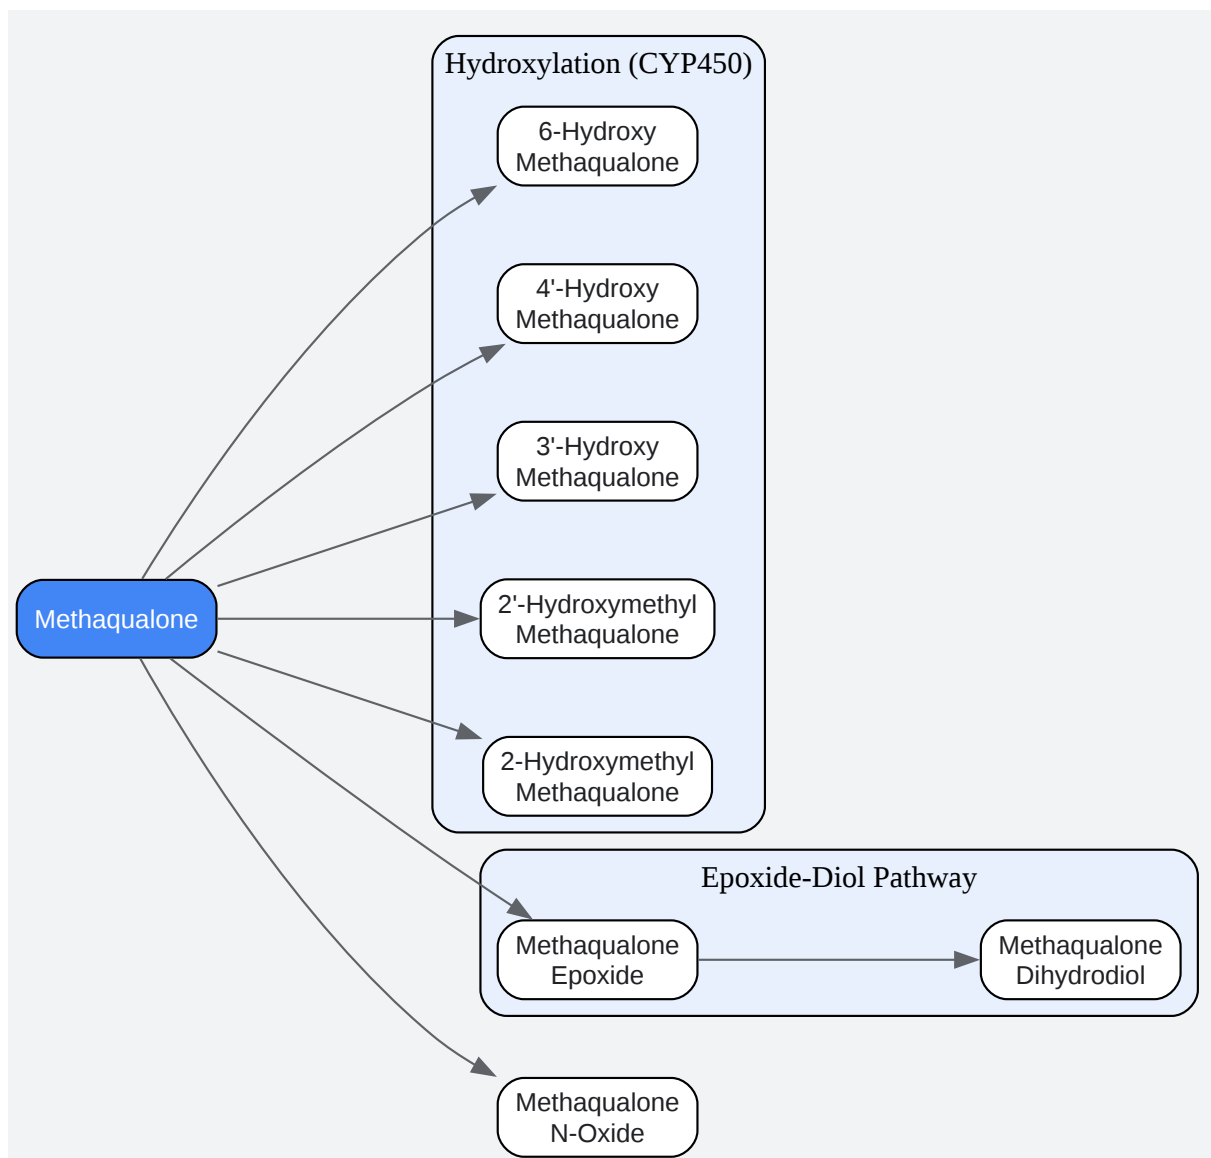 Hydroxylation (CYP450)
6-Hydroxy
Methaqualone
4'-Hydroxy
Methaqualone
3'-Hydroxy
Methaqualone
Methaqualone
2'-Hydroxymethyl
Methaqualone
2-Hydroxymethyl
Methaqualone
Epoxide-Diol Pathway
Methaqualone
Epoxide
Methaqualone
Dihydrodiol
Methaqualone
N-Oxide